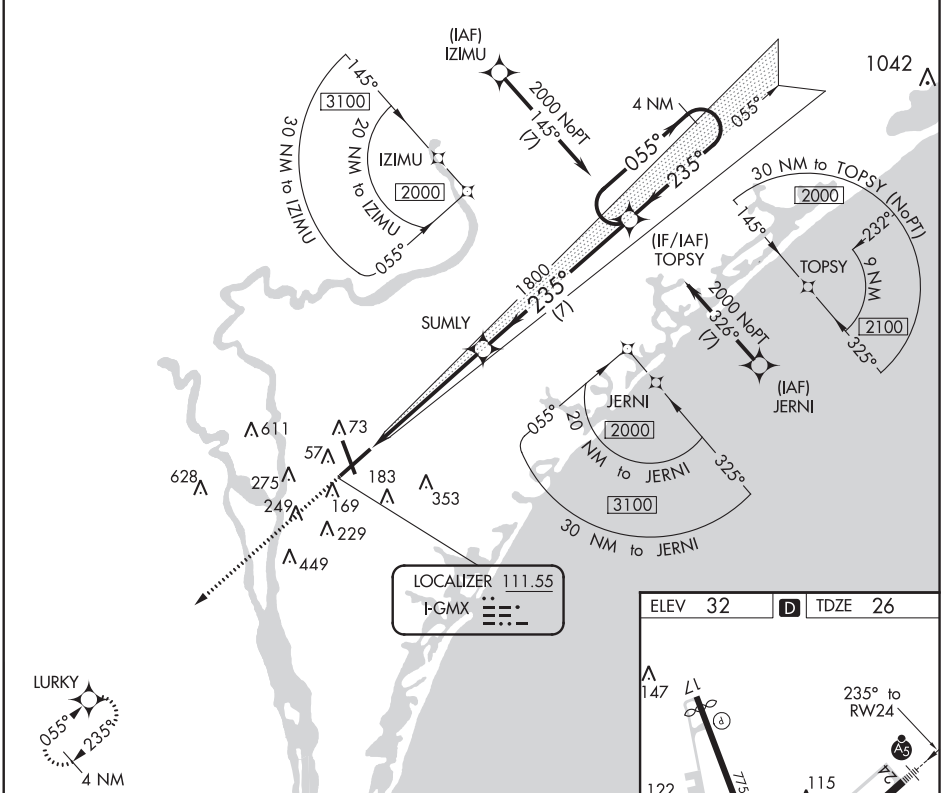 (IAF)
IZIMU
2000 NoPT
145°
(7)
145°
3100
20 NM to IZIMU
30 NM to IZIMU
IZIMU
2000
055°
4 NM
055°
055°
235°
1042
30 NM to TOPSY (NoPT)
2000
145°
232°
TOPSY
9 NM
2100
325°
(IF/IAF)
TOPSY
1800
235°
(7)
SUMLY
2000 NoPT
326°
(7)
(IAF)
JERNI
JERNI
055°
2000
20 NM to JERNI
325°
3100
30 NM to JERNI
611
73
57
628
275
183
353
249
169
229
449
LOCALIZER 111.55
I-GMX
LURKY
055°
235°
4 NM
ELEV 32
D
TDZE 26
147
17
P
235° to
RW24
A5
24
115
122
775